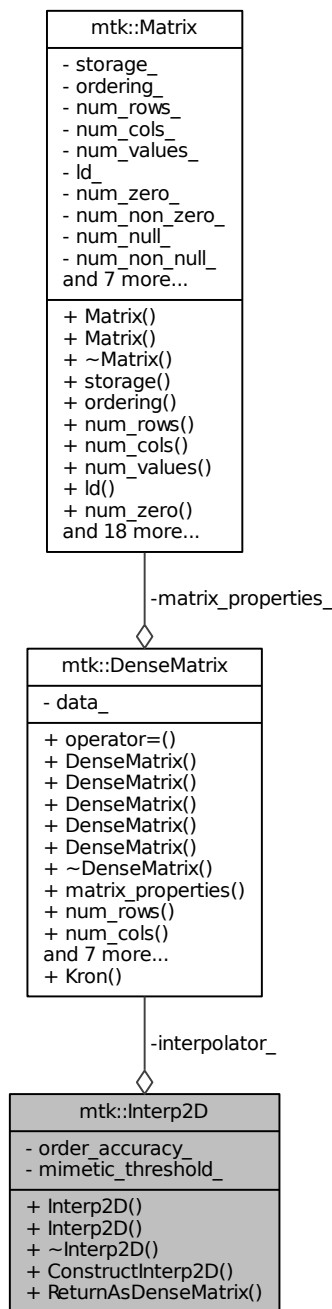 mtk::Matrix
- storage_
- ordering_
- num_rows_
- num_cols_
- num_values_
- ld_
- num_zero_
- num_non_zero_
- num_null_
- num_non_null_
and 7 more...
+ Matrix()
+ Matrix()
+ ~Matrix()
+ storage()
+ ordering()
+ num_rows()
+ num_cols()
+ num_values()
+ ld()
+ num_zero()
and 18 more...
-matrix_properties_
mtk::DenseMatrix
- data_
+ operator=()
+ DenseMatrix()
+ DenseMatrix()
+ DenseMatrix()
+ DenseMatrix()
+ DenseMatrix()
+ ~DenseMatrix()
+ matrix_properties()
+ num_rows()
+ num_cols()
and 7 more...
+ Kron()
-interpolator_
mtk::Interp2D
- order_accuracy_
- mimetic_threshold_
+ Interp2D()
+ Interp2D()
+ ~Interp2D()
+ ConstructInterp2D()
+ ReturnAsDenseMatrix()